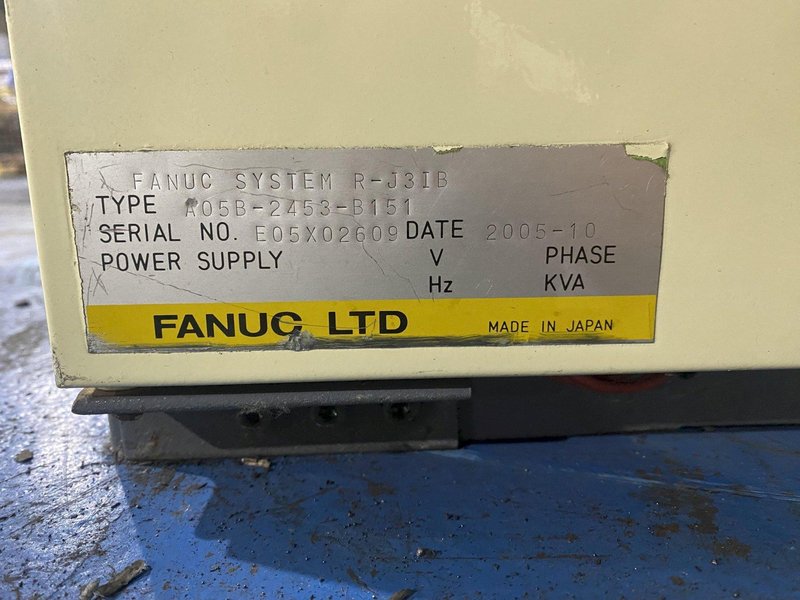 FANUC SYSTEM R-J3IB
TYPE A05B-2453-B151
SERIAL NO. E05X02609 DATE 2005-10
POWER SUPPLY V PHASE
Hz KVA
FANUC LTD MADE IN JAPAN